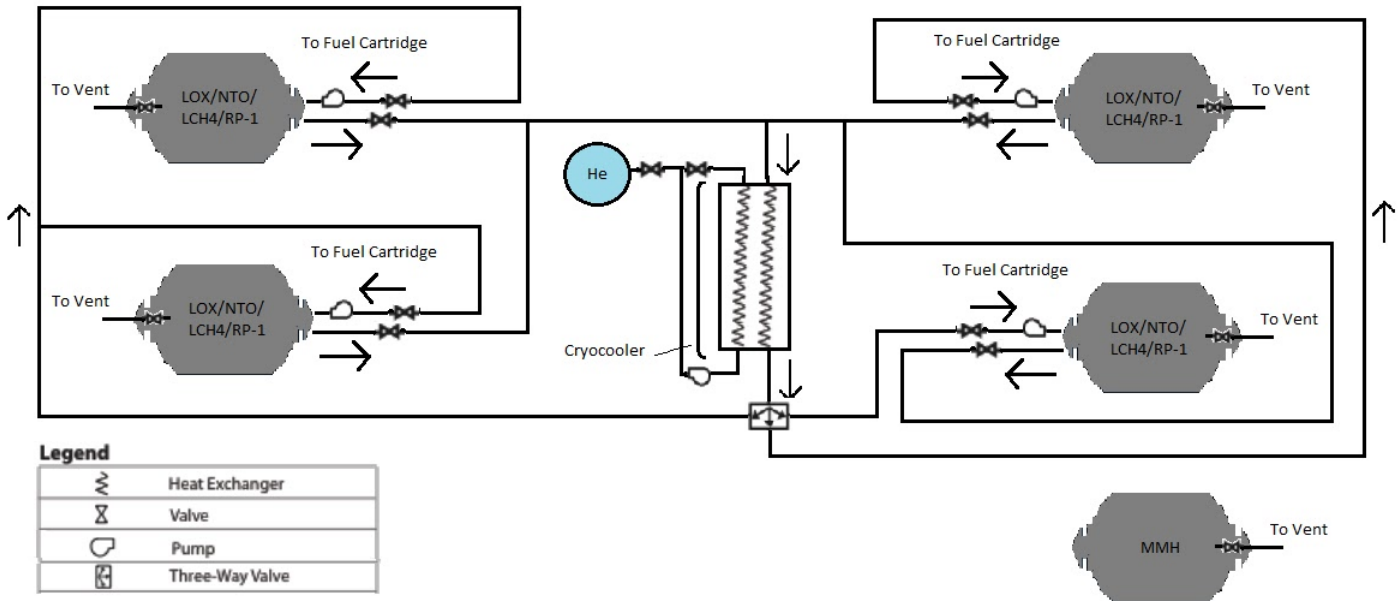 To Fuel Cartridge
To Vent
LOX/NTO/
LCH4/RP-1
To Fuel Cartridge
LOX/NTO/
LCH4/RP-1
To Vent
He
To Fuel Cartridge
To Vent
LOX/NTO/
LCH4/RP-1
Cryocooler
To Fuel Cartridge
LOX/NTO/
LCH4/RP-1
To Vent
Legend
Heat Exchanger
Valve
Pump
Three-Way Valve
MMH
To Vent